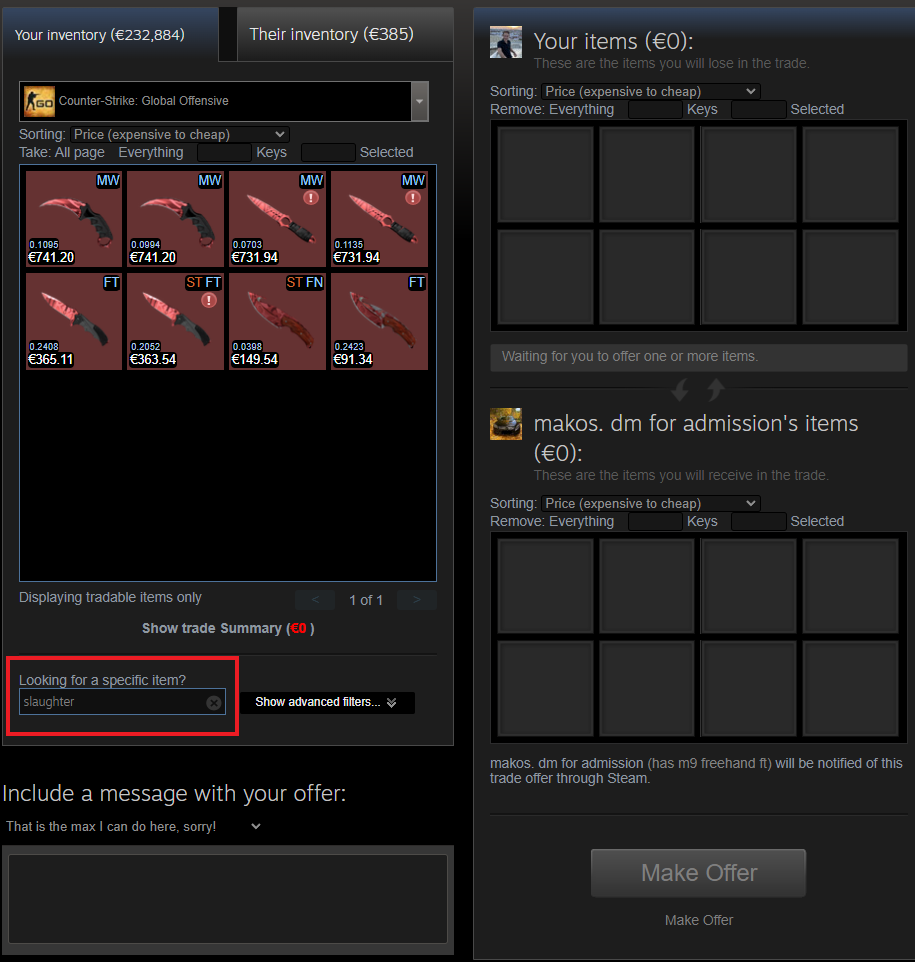 Your inventory (€232,884)
Their inventory (€385)
GO
Counter-Strike: Global Offensive
Sorting: Price (expensive to cheap)
Take: All page Everything Keys Selected
MW
0.1095
€741.20
MW
0.0994
€741.20
MW
!
0.0703
€731.94
MW
!
0.1135
€731.94
FT
0.2408
€365.11
ST FT
!
0.2052
€363.54
ST FN
0.0398
€149.54
FT
0.2423
€91.34
Displaying tradable items only
< 1 of 1 >
Show trade Summary (€0 )
Looking for a specific item?
slaughter
Show advanced filters...
Include a message with your offer:
That is the max I can do here, sorry!
Your items (€0):
These are the items you will lose in the trade.
Sorting: Price (expensive to cheap)
Remove: Everything Keys Selected
Waiting for you to offer one or more items.
makos. dm for admission's items
(€0):
These are the items you will receive in the trade.
Sorting: Price (expensive to cheap)
Remove: Everything Keys Selected
makos. dm for admission (has m9 freehand ft) will be notified of this
trade offer through Steam.
Make Offer
Make Offer